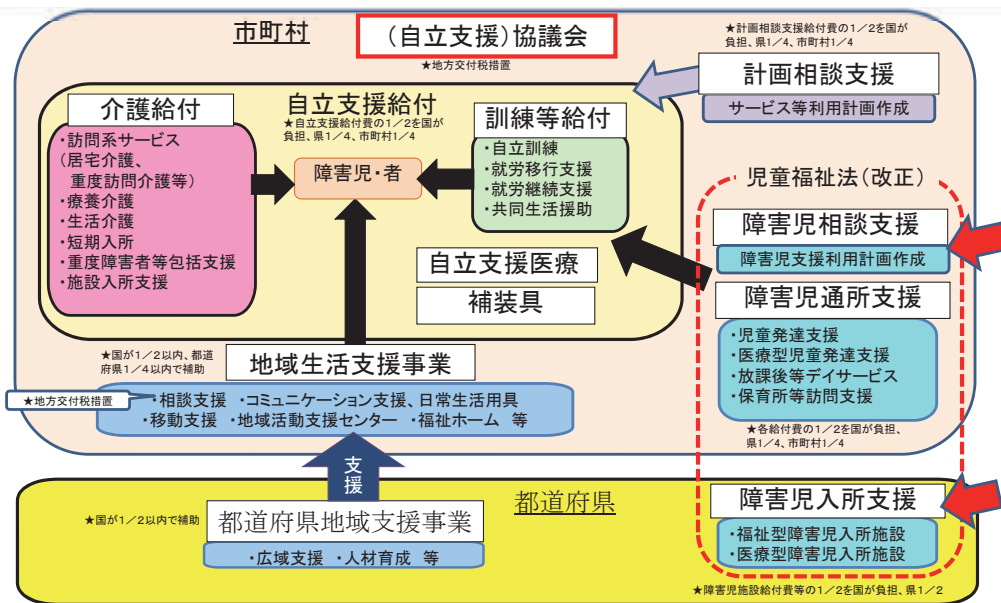 市町村
(自立支援)協議会
★地方交付税措置
★計画相談支援給付費の1/2を国が
負担、県1/4、市町村1/4
計画相談支援
サービス等利用計画作成
介護給付
・訪問系サービス
(居宅介護、
重度訪問介護等)
・療養介護
・生活介護
・短期入所
・重度障害者等包括支援
・施設入所支援
自立支援給付
★自立支援給付費の1/2を国が
負担、県1/4、市町村1/4
障害児・者
訓練等給付
・自立訓練
・就労移行支援
・就労継続支援
・共同生活援助
自立支援医療
補装具
児童福祉法(改正)
障害児相談支援
障害児支援利用計画作成
障害児通所支援
・児童発達支援
・医療型児童発達支援
・放課後等デイサービス
・保育所等訪問支援
★各給付費の1/2を国が負担、
県1/4、市町村1/4
★国が1/2以内、都道
府県1/4以内で補助
地域生活支援事業
★地方交付税措置
・相談支援 ・コミュニケーション支援、日常生活用具
・移動支援 ・地域活動支援センター ・福祉ホーム 等
支援
都道府県
★国が1/2以内で補助
都道府県地域支援事業
・広域支援 ・人材育成 等
障害児入所支援
・福祉型障害児入所施設
・医療型障害児入所施設
★障害児施設給付費等の1/2を国が負担、県1/2